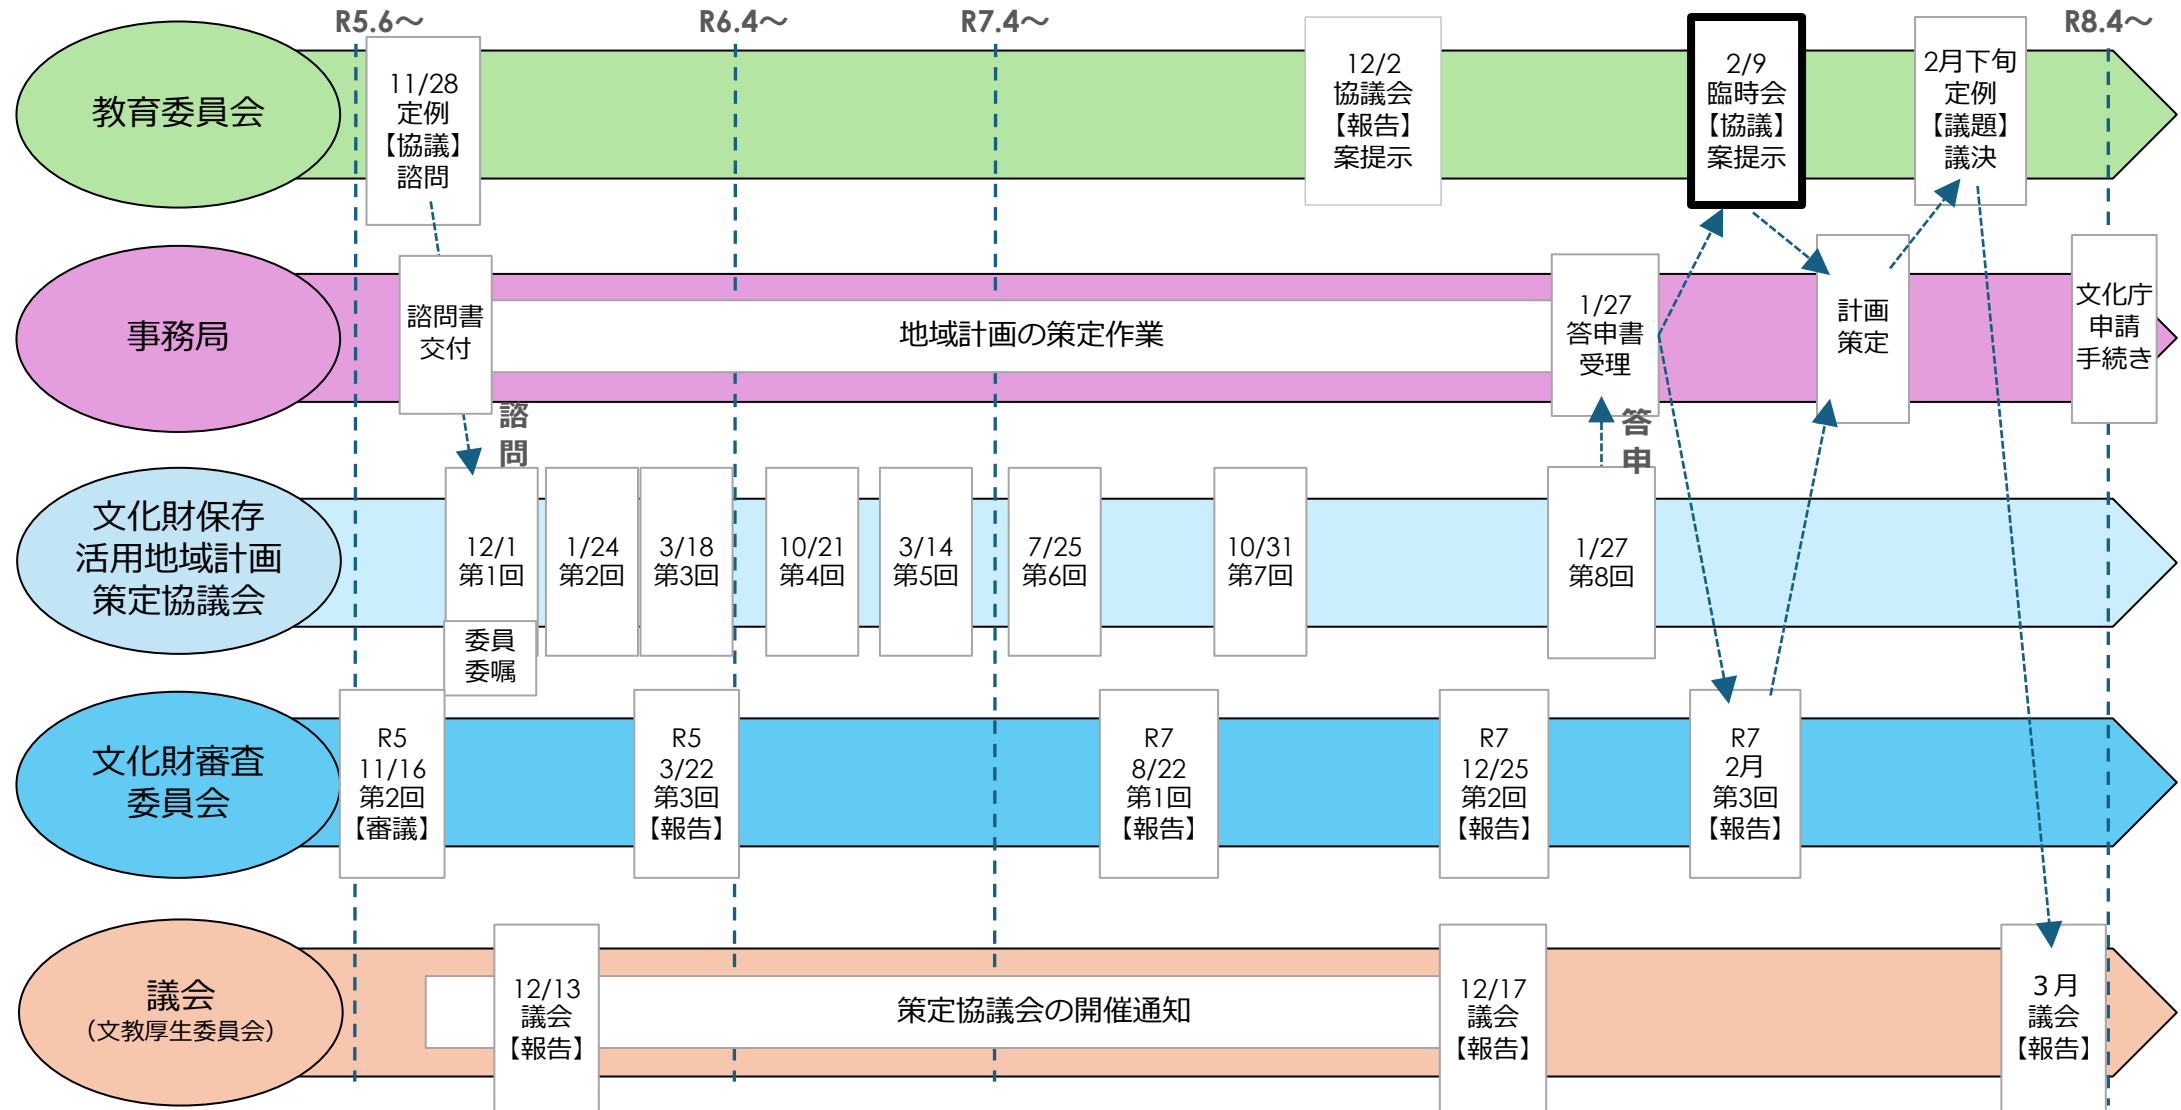 R5.6～
R6.4～
R7.4～
R8.4～
教育委員会
11/28
定例
【協議】
諮問
12/2
協議会
【報告】
案提示
2/9
臨時会
【協議】
案提示
2月下旬
定例
【議題】
議決
事務局
諮問書
交付
地域計画の策定作業
1/27
答申書
受理
計画
策定
文化庁
申請
手続き
諮
問
答
申
文化財保存
活用地域計画
策定協議会
12/1
第1回
委員
委嘱
1/24
第2回
3/18
第3回
10/21
第4回
3/14
第5回
7/25
第6回
10/31
第7回
1/27
第8回
文化財審査
委員会
R5
11/16
第2回
【審議】
R5
3/22
第3回
【報告】
R7
8/22
第1回
【報告】
R7
12/25
第2回
【報告】
R7
2月
第3回
【報告】
議会
（文教厚生委員会）
12/13
議会
【報告】
策定協議会の開催通知
12/17
議会
【報告】
３月
議会
【報告】